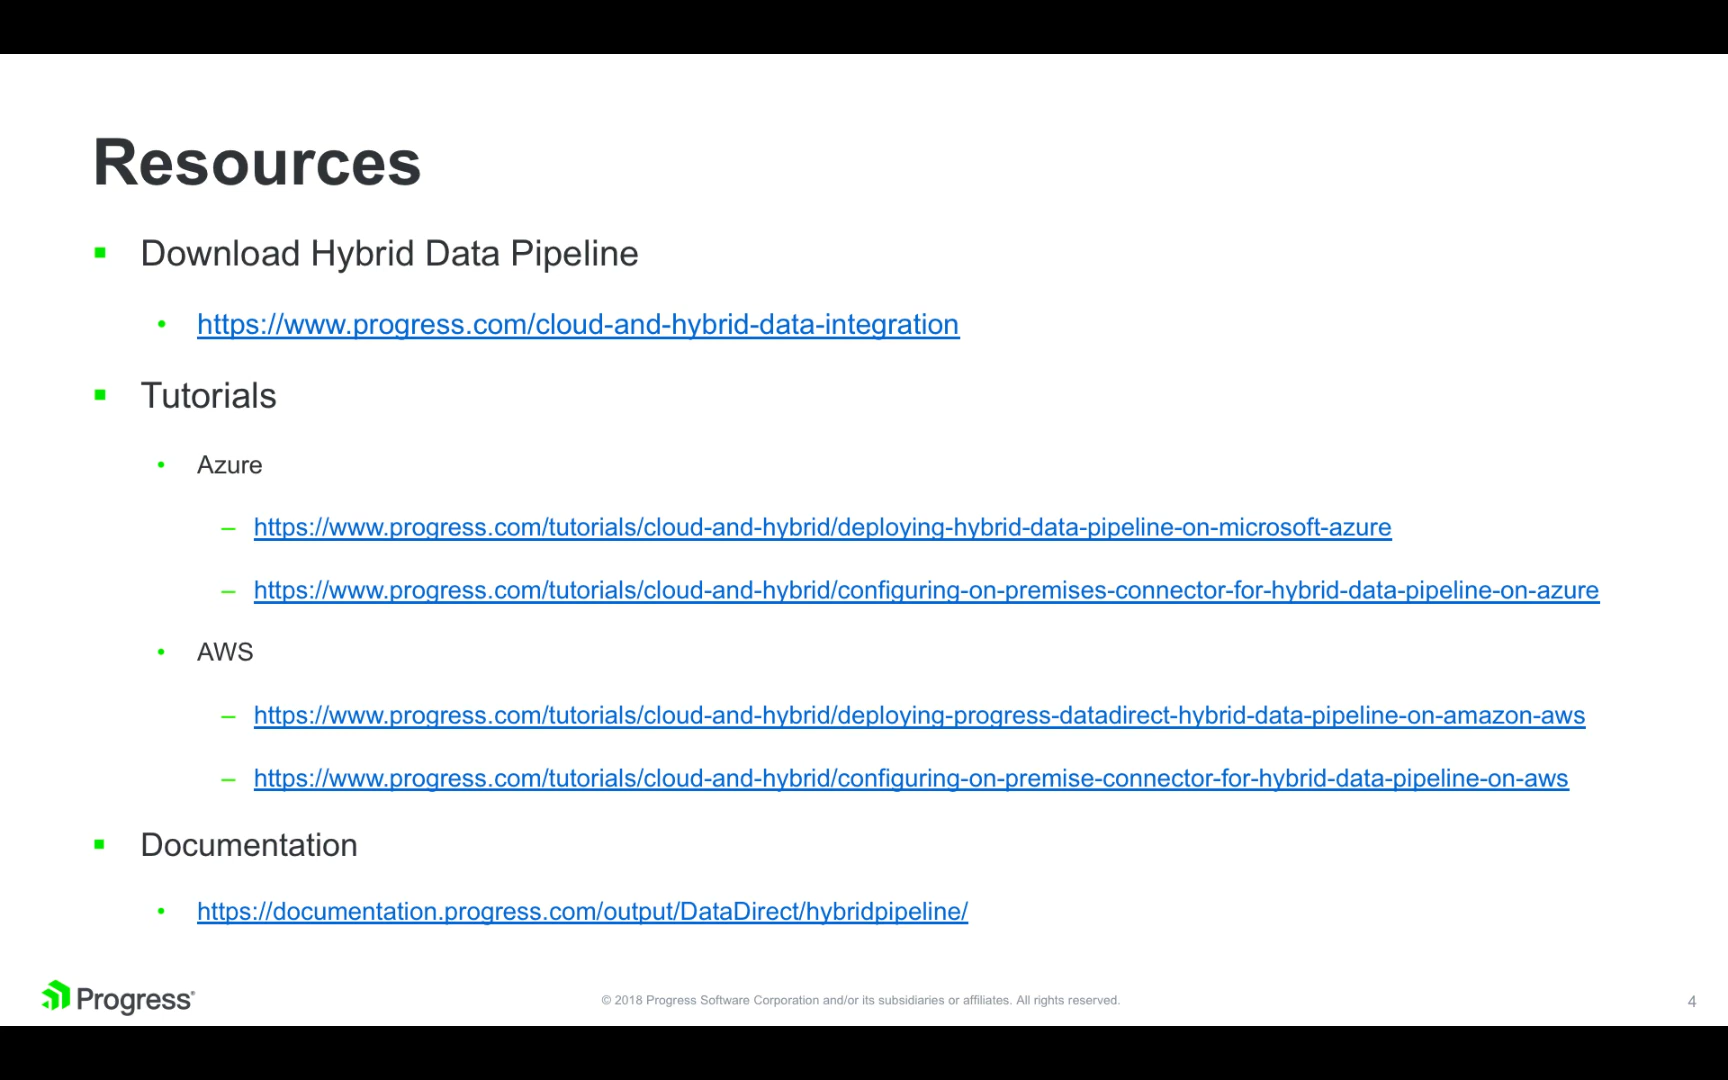 Resources
Download Hybrid Data Pipeline
https://www.progress.com/cloud-and-hybrid-data-integration
Tutorials
Azure
https://www.progress.com/tutorials/cloud-and-hybrid/deploying-hybrid-data-pipeline-on-microsoft-azure
https://www.progress.com/tutorials/cloud-and-hybrid/configuring-on-premises-connector-for-hybrid-data-pipeline-on-azure
AWS
https://www.progress.com/tutorials/cloud-and-hybrid/deploying-progress-datadirect-hybrid-data-pipeline-on-amazon-aws
https://www.progress.com/tutorials/cloud-and-hybrid/configuring-on-premise-connector-for-hybrid-data-pipeline-on-aws
Documentation
https://documentation.progress.com/output/DataDirect/hybridpipeline/
Progress®
© 2018 Progress Software Corporation and/or its subsidiaries or affiliates. All rights reserved.
4